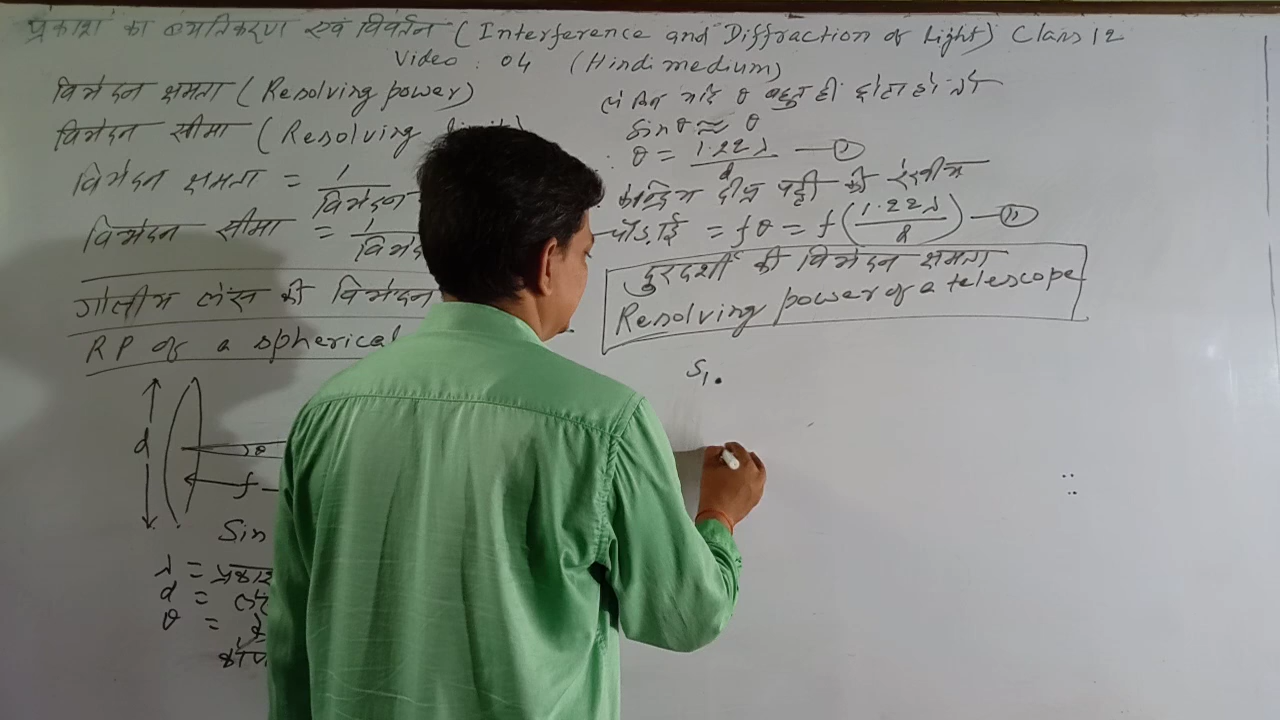 प्रकाश का व्यतिकरण एवं विवर्तन (Interference and Diffraction of Light) Class 12
Video : 04 (Hindi medium)
विभेदन क्षमता (Resolving power)
विभेदन सीमा (Resolving
विभेदन क्षमता = 1/विभेदन
विभेदन सीमा = 1/विभे
गोलीय लेंस की विभेदन
RP of a spherical
d
θ
f
Sin
λ = प्रकाश
d =
θ =
लेकिन यदि θ बहुत ही छोटा हो तो
Sinθ ≈ θ
∴ θ = 1.22λ/d —①
केन्द्रीय दीप्त पट्टी की रेखीय
चौड़ाई = fθ = f(1.22λ/d) —⑪
दुरदर्शी की विभेदन क्षमता
Resolving power of a telescope
S₁.